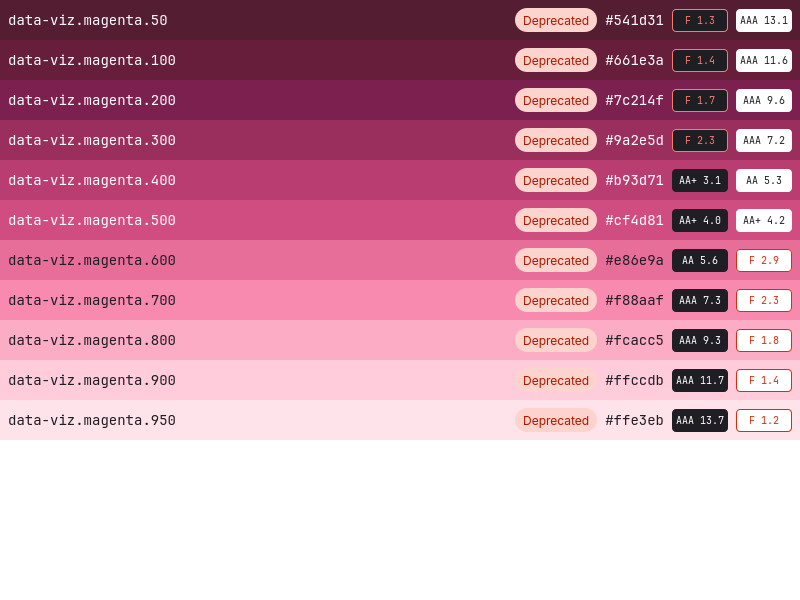 data-viz.magenta.50 Deprecated #541d31 F 1.3 AAA 13.1
data-viz.magenta.100 Deprecated #661e3a F 1.4 AAA 11.6
data-viz.magenta.200 Deprecated #7c214f F 1.7 AAA 9.6
data-viz.magenta.300 Deprecated #9a2e5d F 2.3 AAA 7.2
data-viz.magenta.400 Deprecated #b93d71 AA+ 3.1 AA 5.3
data-viz.magenta.500 Deprecated #cf4d81 AA+ 4.0 AA+ 4.2
data-viz.magenta.600 Deprecated #e86e9a AA 5.6 F 2.9
data-viz.magenta.700 Deprecated #f88aaf AAA 7.3 F 2.3
data-viz.magenta.800 Deprecated #fcacc5 AAA 9.3 F 1.8
data-viz.magenta.900 Deprecated #ffccdb AAA 11.7 F 1.4
data-viz.magenta.950 Deprecated #ffe3eb AAA 13.7 F 1.2